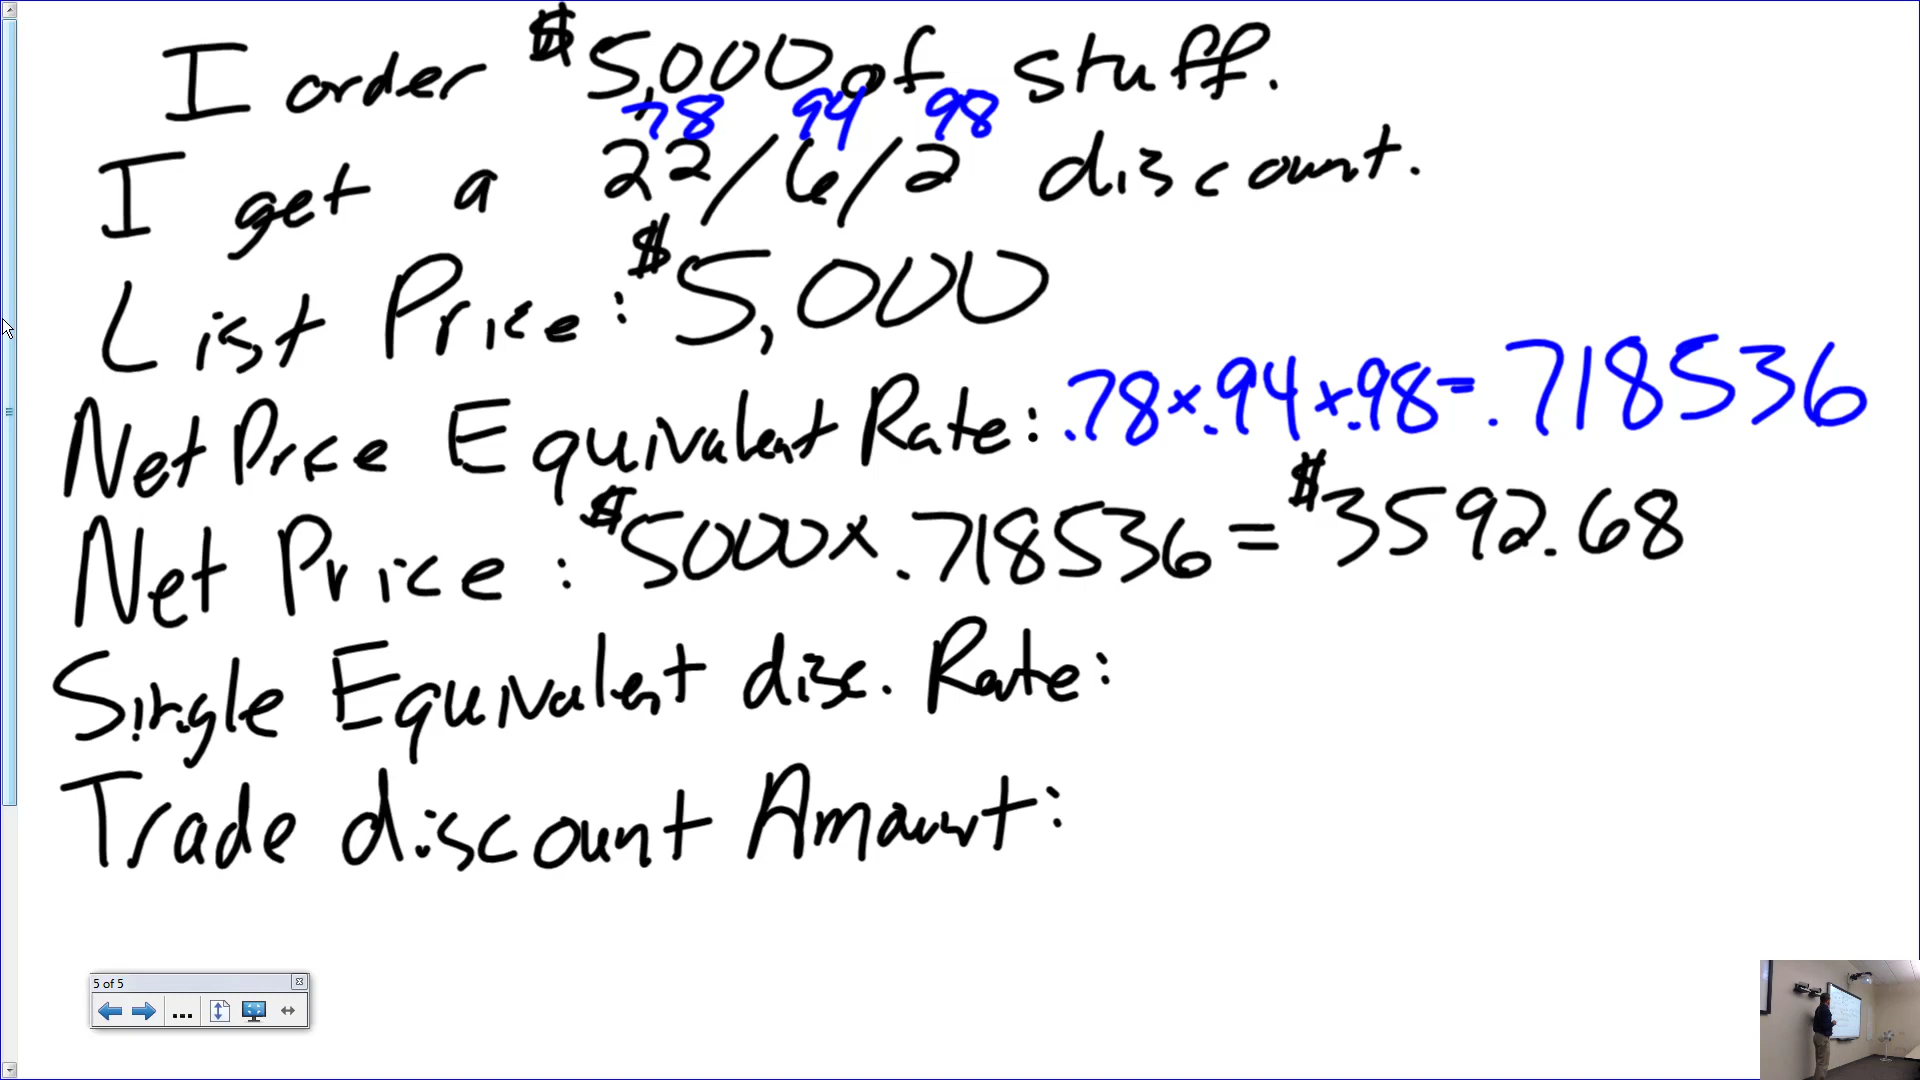 I order $5,000 of stuff.
78 94 98
I get a 22/6/2 discount.
List Price: $5,000
Net Price Equivalent Rate: .78×.94×.98=.718536
Net Price: $5000×.718536=$3592.68
Single Equivalent disc. Rate:
Trade discount Amount:
5 of 5
...